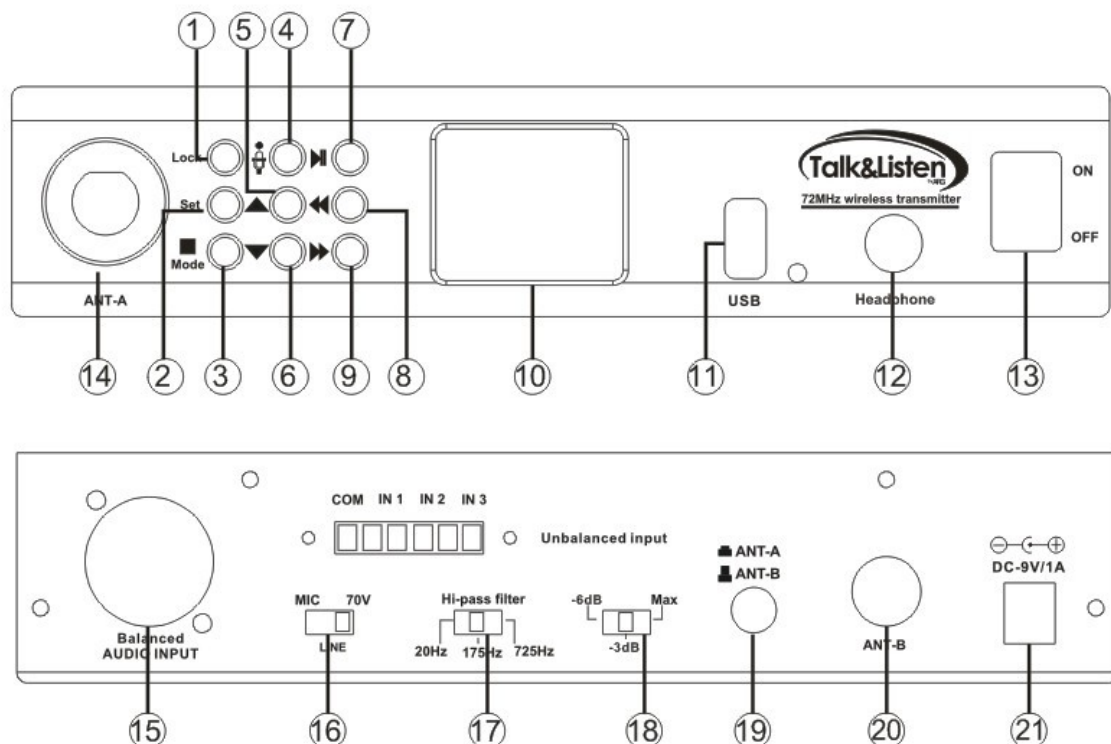 1 5 4 7
Lock
Talk&Listen
by ARG
72MHz wireless transmitter
ON
Set
OFF
Mode
ANT-A
USB
Headphone
14 2 3 6 9 8 10 11 12 13
COM IN 1 IN 2 IN 3
Unbalanced input
ANT-A
ANT-B
DC-9V/1A
MIC 70V
LINE
Hi-pass filter
20Hz 175Hz 725Hz
-6dB Max
-3dB
Balanced
AUDIO INPUT
ANT-B
15 16 17 18 19 20 21